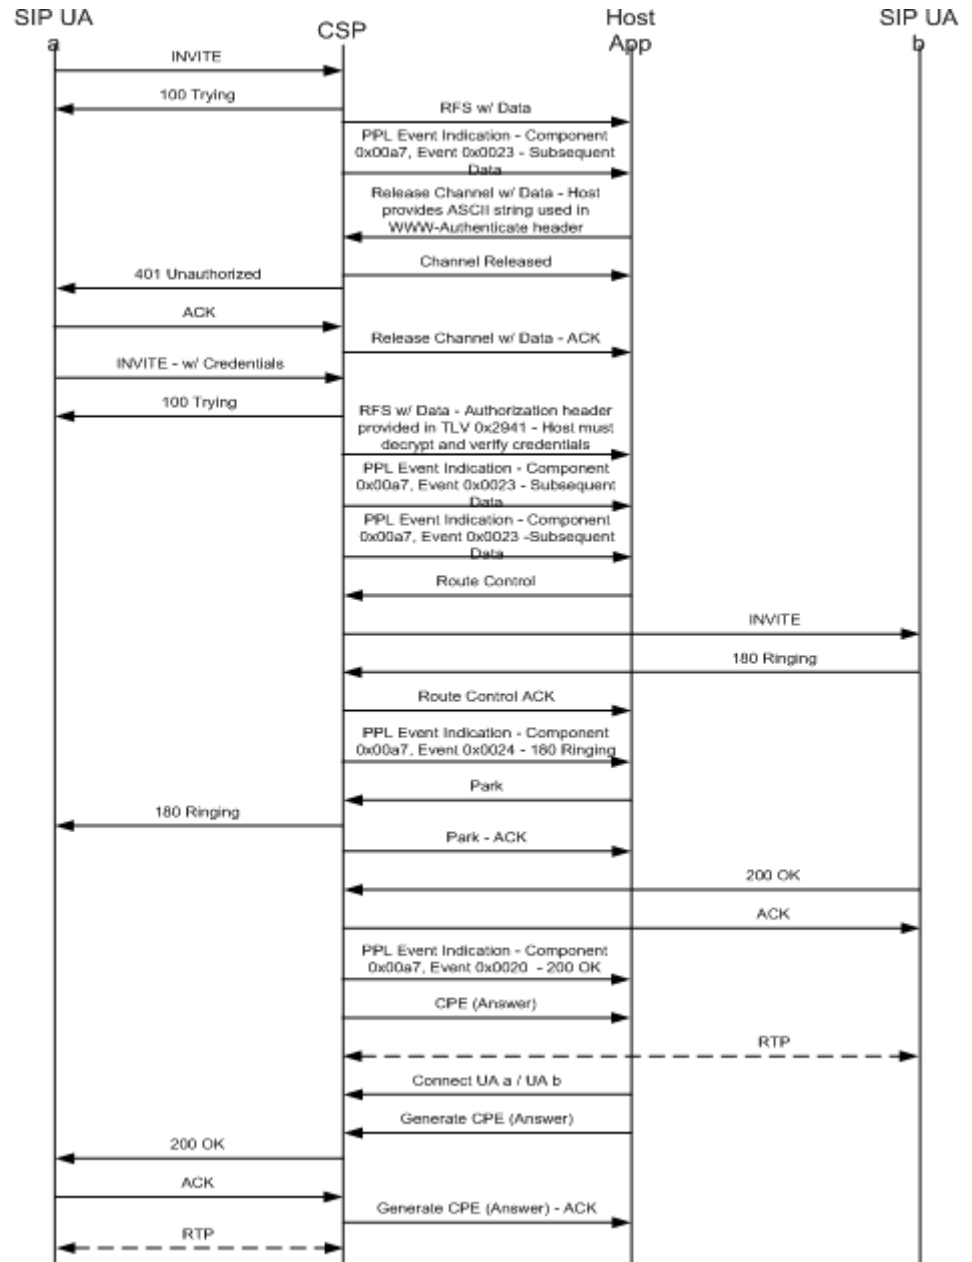 SIP UA
a
CSP
Host
App
SIP UA
b
INVITE
100 Trying
RFS w/ Data
PPL Event Indication - Component
0x00a7, Event 0x0023 - Subsequent
Data
Release Channel w/ Data - Host
provides ASCII string used in
WWW-Authenticate header
Channel Released
401 Unauthorized
ACK
Release Channel w/ Data - ACK
INVITE - w/ Credentials
100 Trying
RFS w/ Data - Authorization header
provided in TLV 0x2941 - Host must
decrypt and verify credentials
PPL Event Indication - Component
0x00a7, Event 0x0023 - Subsequent
Data
PPL Event Indication - Component
0x00a7, Event 0x0023 -Subsequent
Data
Route Control
INVITE
180 Ringing
Route Control ACK
PPL Event Indication - Component
0x00a7, Event 0x0024 - 180 Ringing
Park
180 Ringing
Park - ACK
200 OK
ACK
PPL Event Indication - Component
0x00a7, Event 0x0020 - 200 OK
CPE (Answer)
RTP
Connect UA a / UA b
Generate CPE (Answer)
200 OK
ACK
Generate CPE (Answer) - ACK
RTP